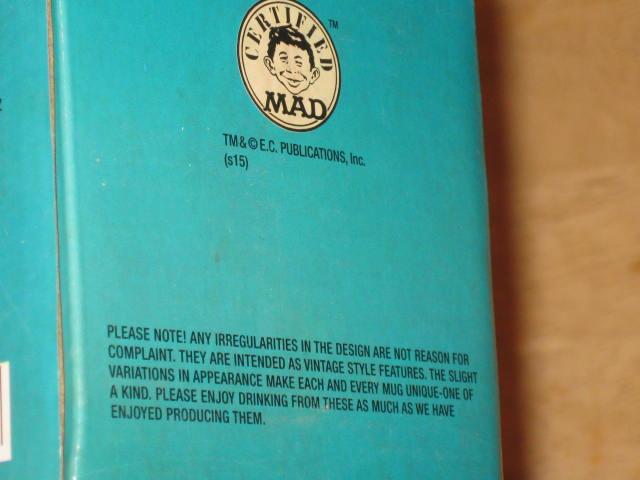 CERTIFIED
TM
MAD
TM & © E.C. PUBLICATIONS, Inc.
(s15)
PLEASE NOTE! ANY IRREGULARITIES IN THE DESIGN ARE NOT REASON FOR
COMPLAINT. THEY ARE INTENDED AS VINTAGE STYLE FEATURES. THE SLIGHT
VARIATIONS IN APPEARANCE MAKE EACH AND EVERY MUG UNIQUE-ONE OF
A KIND. PLEASE ENJOY DRINKING FROM THESE AS MUCH AS WE HAVE
ENJOYED PRODUCING THEM.